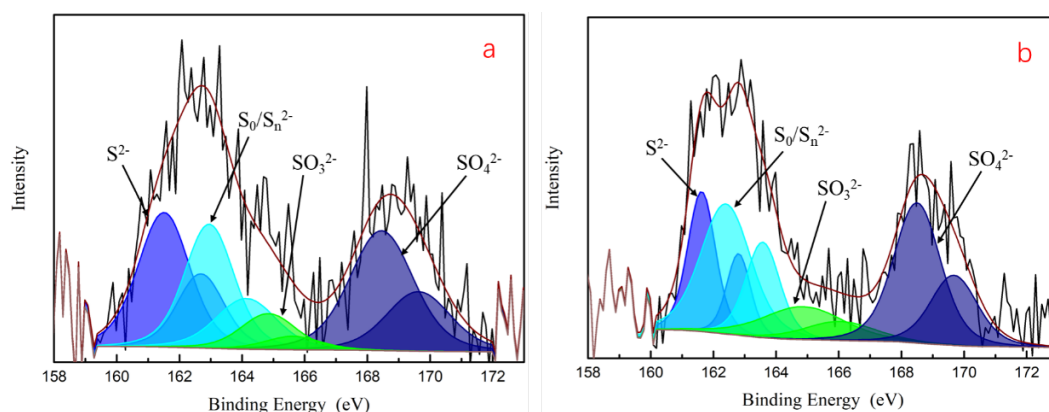 a
S₀/Sₙ²⁻
S²⁻
SO₃²⁻
SO₄²⁻
Intensity
158 160 162 164 166 168 170 172
Binding Energy (eV)
b
S₀/Sₙ²⁻
S²⁻
SO₃²⁻
SO₄²⁻
Intensity
158 160 162 164 166 168 170 172
Binding Energy (eV)